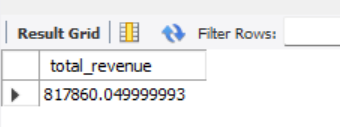 Result Grid Filter Rows:
total_revenue
817860.049999993